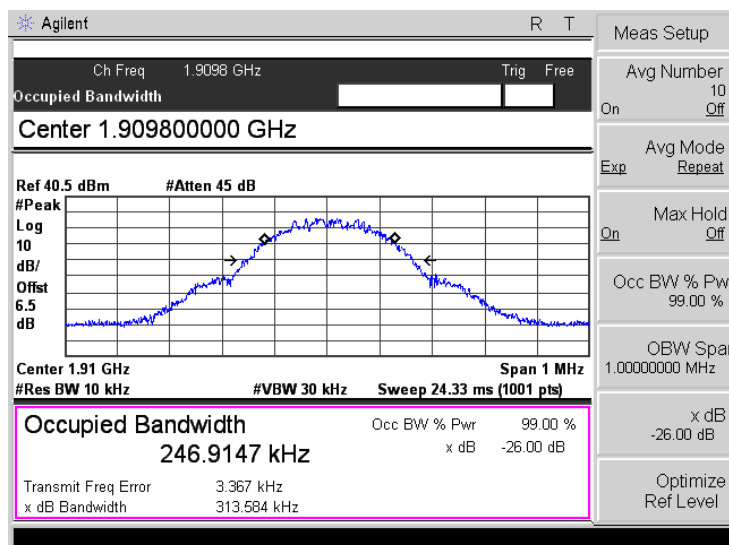 Agilent R T
Ch Freq 1.9098 GHz Trig Free
Occupied Bandwidth
Center 1.909800000 GHz
Ref 40.5 dBm #Atten 45 dB
#Peak
Log
10
dB/
Offst
6.5
dB
Center 1.91 GHz Span 1 MHz
#Res BW 10 kHz #VBW 30 kHz Sweep 24.33 ms (1001 pts)
Occupied Bandwidth
246.9147 kHz
Occ BW % Pwr 99.00 %
x dB -26.00 dB
Transmit Freq Error 3.367 kHz
x dB Bandwidth 313.584 kHz
Meas Setup
Avg Number
10
On Off
Avg Mode
Exp Repeat
Max Hold
On Off
Occ BW % Pw
99.00 %
OBW Spa
1.00000000 MHz
x dB
-26.00 dB
Optimize
Ref Level